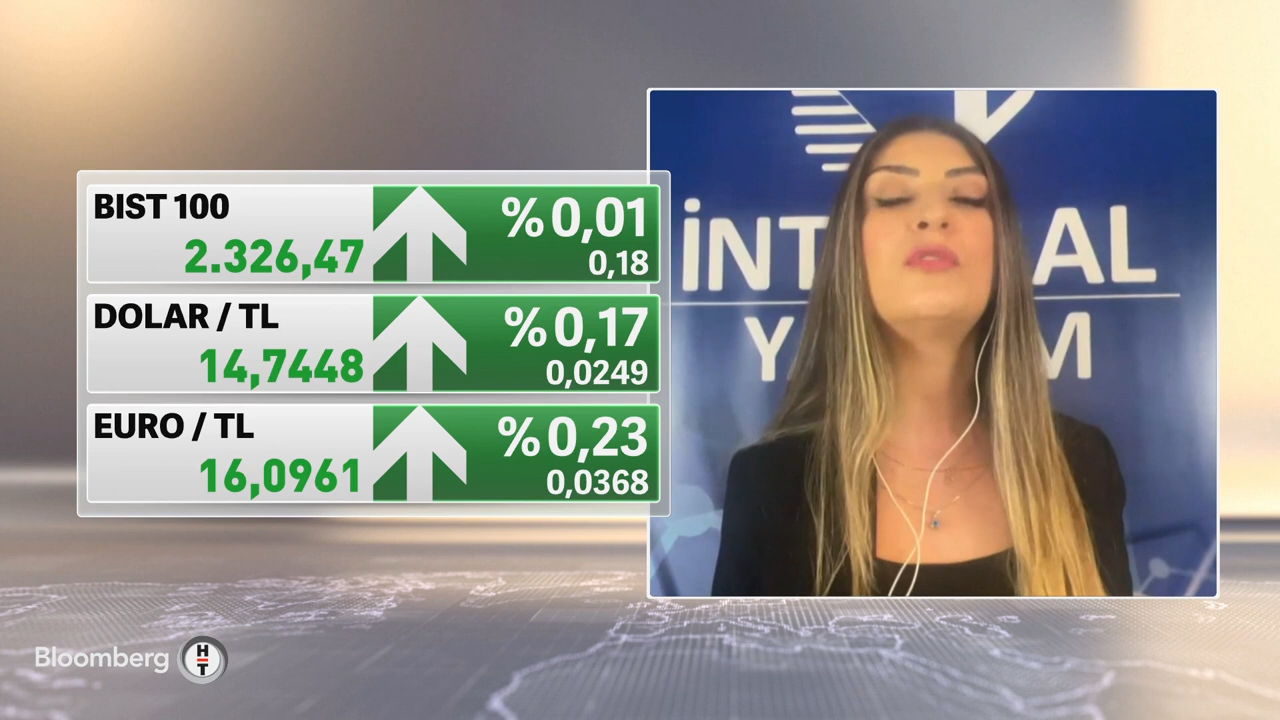 BIST 100
2.326,47
%0,01
0,18
DOLAR / TL
14,7448
%0,17
0,0249
EURO / TL
16,0961
%0,23
0,0368
Bloomberg HT